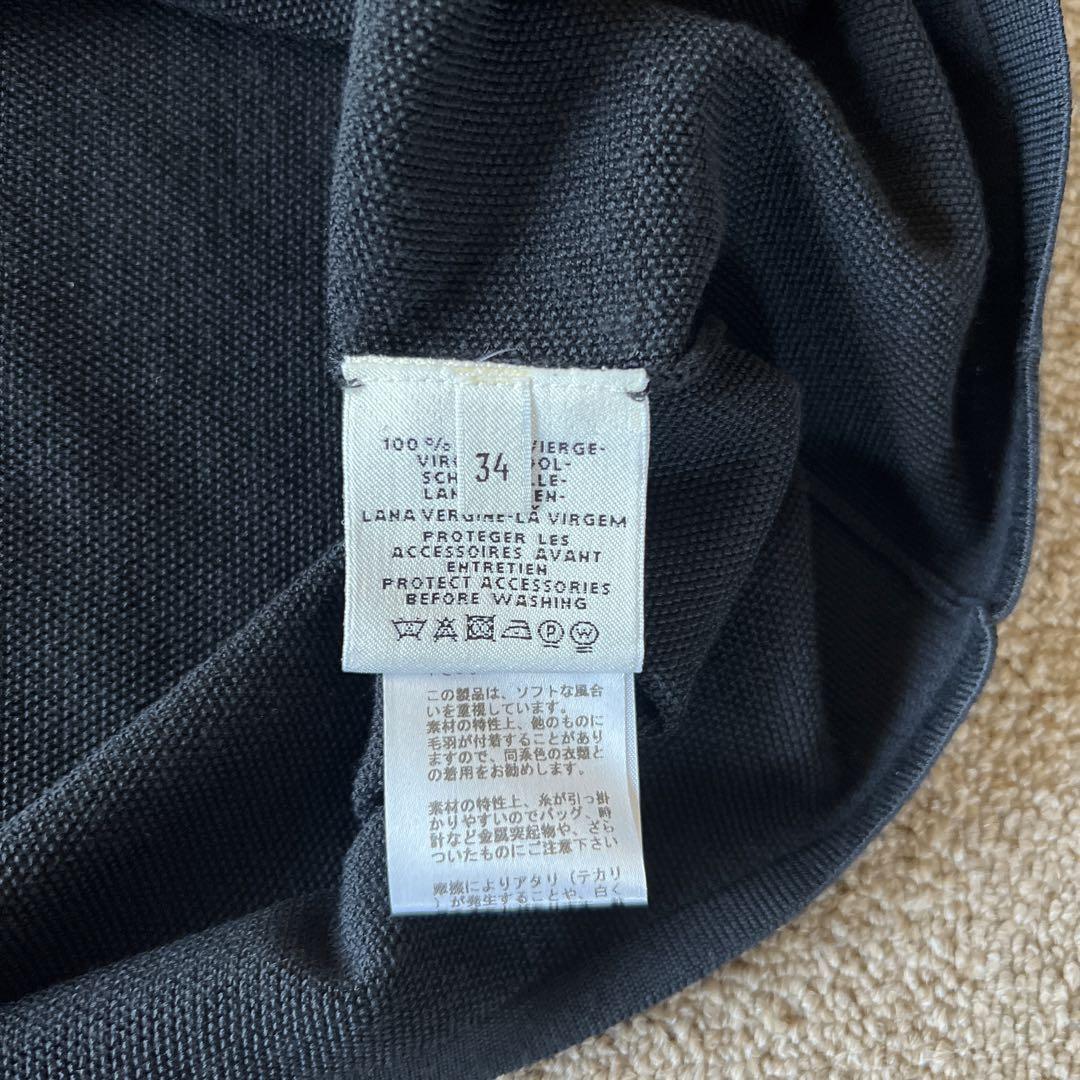 100%
VIERGE-
34
LANA VERGINE-LÃ VIRGEM
PROTEGER LES
ACCESSOIRES AVANT
ENTRETIEN
PROTECT ACCESSORIES
BEFORE WASHING
P W
この製品は、ソフトな風合
いを重視しています。
素材の特性上、他のものに
毛羽が付着することがあり
ますので、同系色の衣類と
の着用をお勧めします。
素材の特性上、糸が引っ掛
かりやすいのでバッグ、時
計など金属突起物や、ざら
ついたものにご注意下さい
摩擦によりアタリ（テカリ
）が発生することや、白く